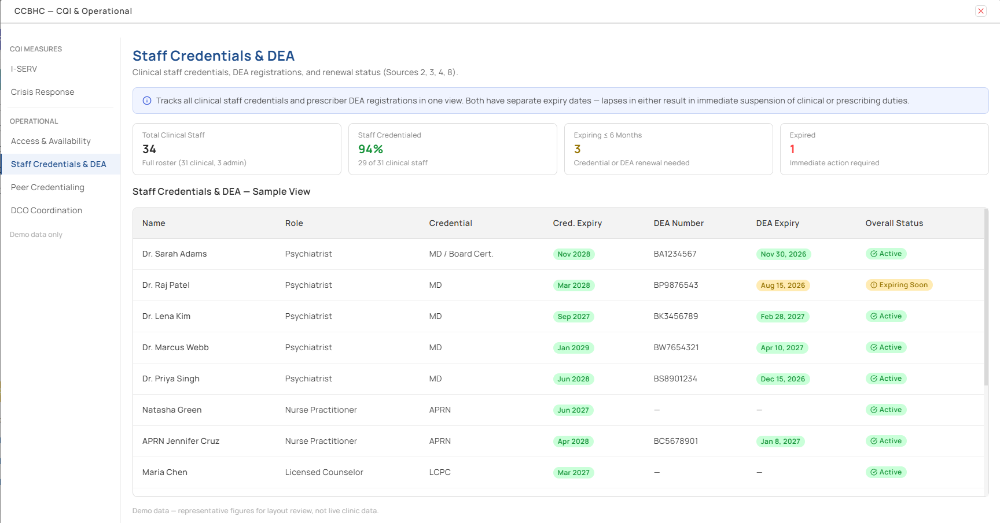 CCBHC — CQI & Operational
CQI MEASURES
I-SERV
Crisis Response
OPERATIONAL
Access & Availability
Staff Credentials & DEA
Peer Credentialing
DCO Coordination
Demo data only
Staff Credentials & DEA
Clinical staff credentials, DEA registrations, and renewal status (Sources 2, 3, 4, 8).
Tracks all clinical staff credentials and prescriber DEA registrations in one view. Both have separate expiry dates — lapses in either result in immediate suspension of clinical or prescribing duties.
Total Clinical Staff
34
Full roster (31 clinical, 3 admin)
Staff Credentialed
94%
29 of 31 clinical staff
Expiring ≤ 6 Months
3
Credential or DEA renewal needed
Expired
1
Immediate action required
Staff Credentials & DEA — Sample View
Name Role Credential Cred. Expiry DEA Number DEA Expiry Overall Status
Dr. Sarah Adams Psychiatrist MD / Board Cert. Nov 2028 BA1234567 Nov 30, 2026 Active
Dr. Raj Patel Psychiatrist MD Mar 2028 BP9876543 Aug 15, 2026 Expiring Soon
Dr. Lena Kim Psychiatrist MD Sep 2027 BK3456789 Feb 28, 2027 Active
Dr. Marcus Webb Psychiatrist MD Jan 2029 BW7654321 Apr 10, 2027 Active
Dr. Priya Singh Psychiatrist MD Jun 2028 BS8901234 Dec 15, 2026 Active
Natasha Green Nurse Practitioner APRN Jun 2027 — — Active
APRN Jennifer Cruz Nurse Practitioner APRN Apr 2028 BC5678901 Jan 8, 2027 Active
Maria Chen Licensed Counselor LCPC Mar 2027 — — Active
Demo data — representative figures for layout review, not live clinic data.